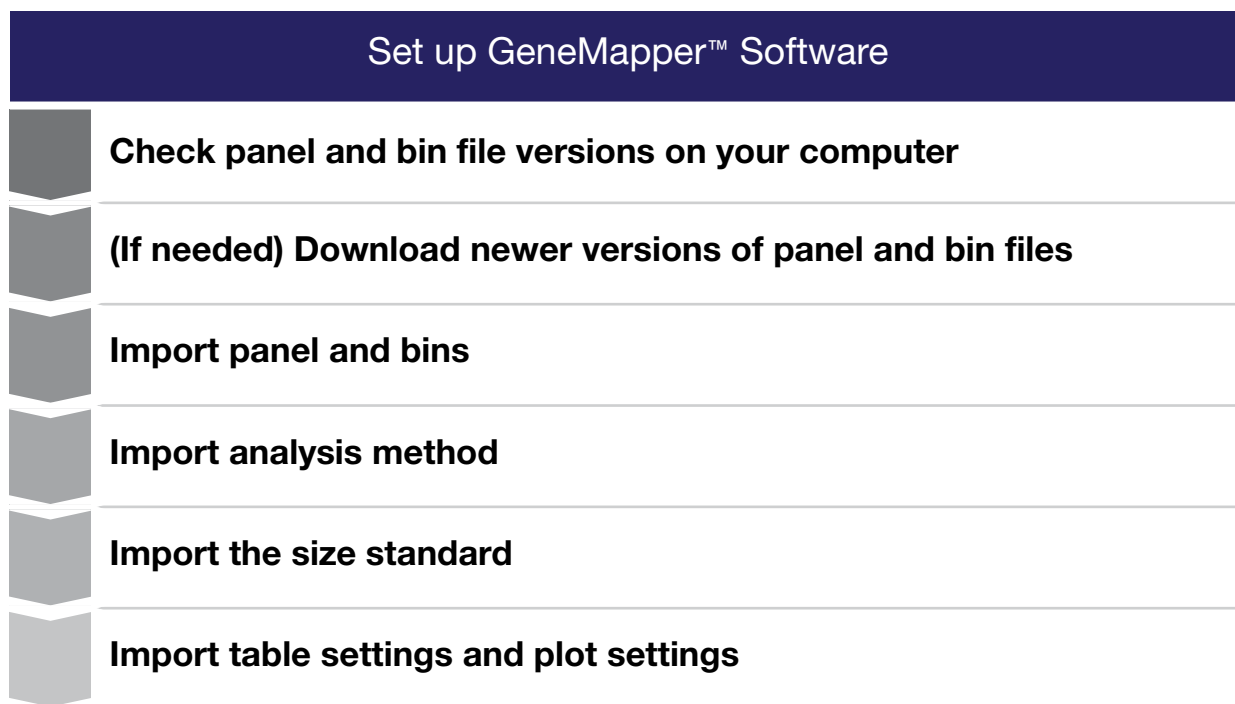 Set up GeneMapper™ Software
Check panel and bin file versions on your computer
(If needed) Download newer versions of panel and bin files
Import panel and bins
Import analysis method
Import the size standard
Import table settings and plot settings